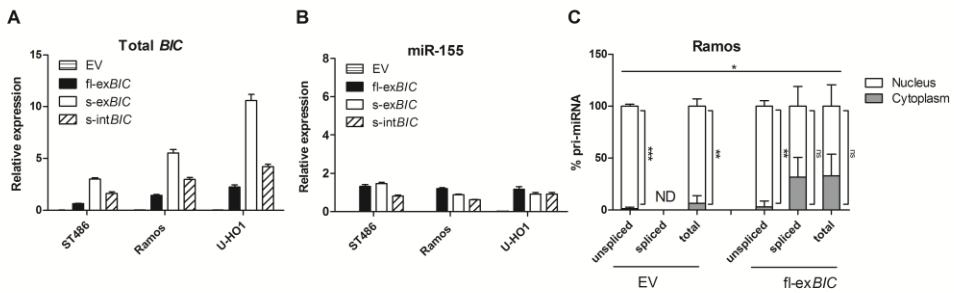 A
Total BIC
Relative expression
15
10
5
0
EV
fl-exBIC
s-exBIC
s-intBIC
ST486
Ramos
U-HO1
B
miR-155
Relative expression
8
6
4
2
0
EV
fl-exBIC
s-exBIC
s-intBIC
ST486
Ramos
U-HO1
C
Ramos
% pri-miRNA
150
100
50
0
*
Nucleus
Cytoplasm
***
ND
**
**
ns
ns
unspliced
spliced
total
unspliced
spliced
total
EV
fl-exBIC